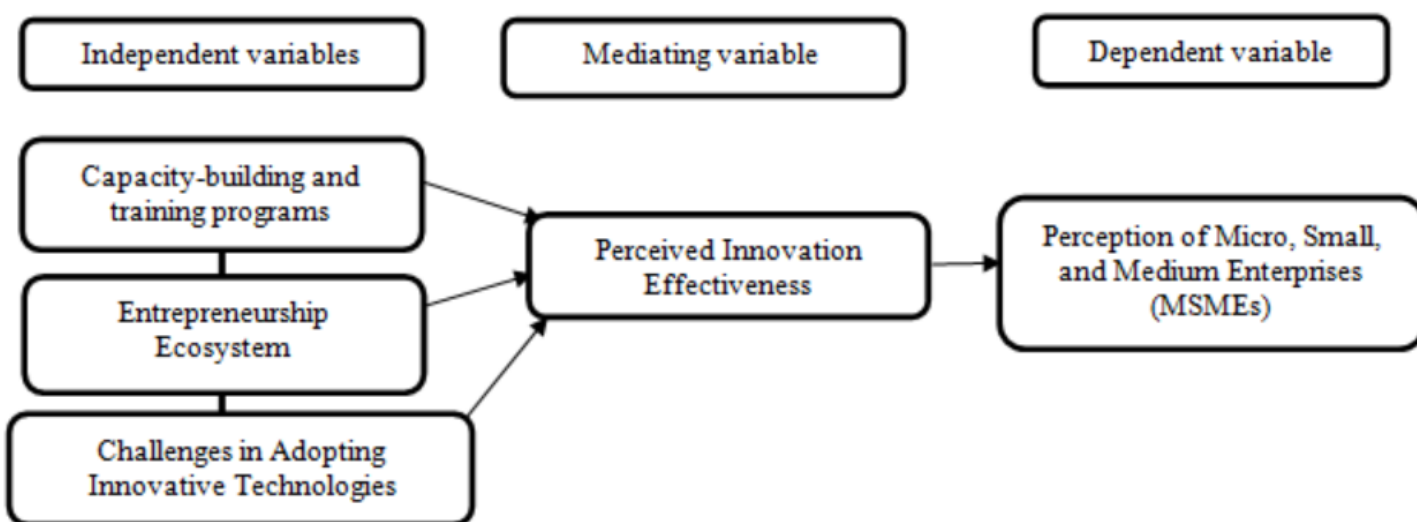 Independent variables
Mediating variable
Dependent variable
Capacity-building and
training programs
Entrepreneurship
Ecosystem
Challenges in Adopting
Innovative Technologies
Perceived Innovation
Effectiveness
Perception of Micro, Small,
and Medium Enterprises
(MSMEs)